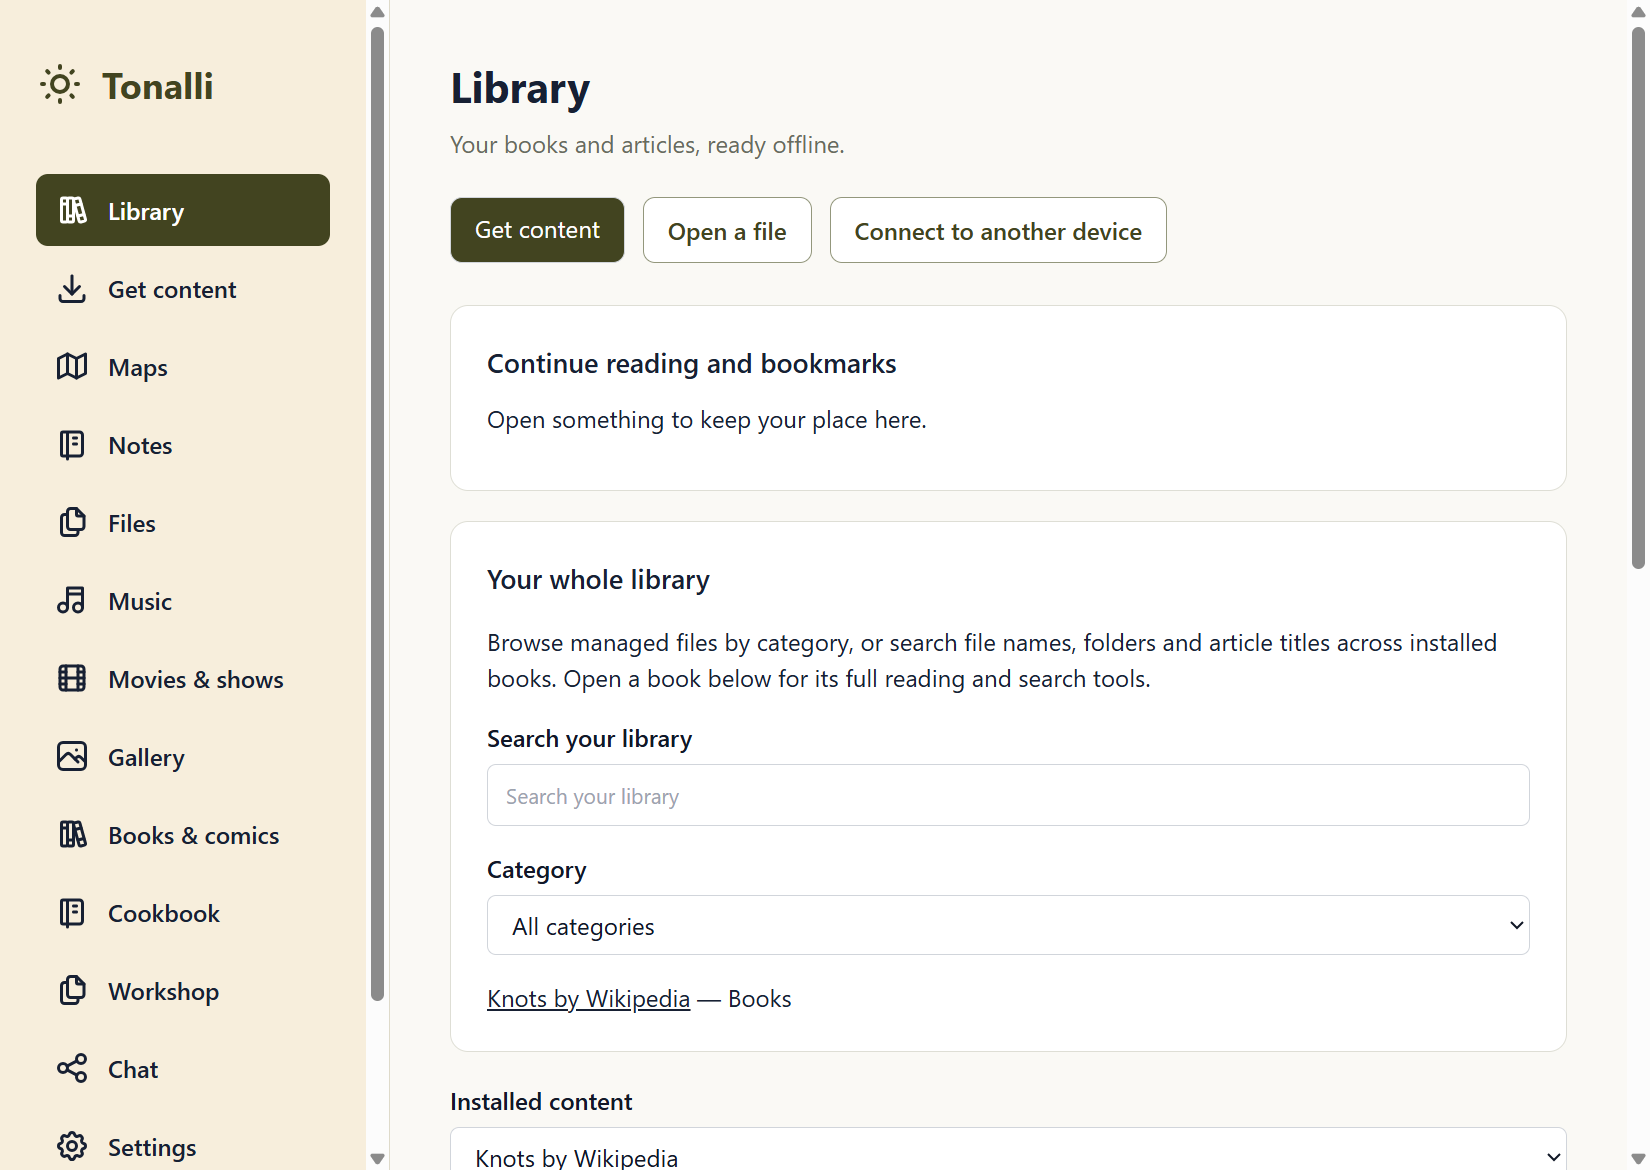 Tonalli
Library
Get content
Maps
Notes
Files
Music
Movies & shows
Gallery
Books & comics
Cookbook
Workshop
Chat
Settings
Library
Your books and articles, ready offline.
Get content
Open a file
Connect to another device
Continue reading and bookmarks
Open something to keep your place here.
Your whole library
Browse managed files by category, or search file names, folders and article titles across installed
books. Open a book below for its full reading and search tools.
Search your library
Search your library
Category
All categories
Knots by Wikipedia — Books
Installed content
Knots by Wikipedia